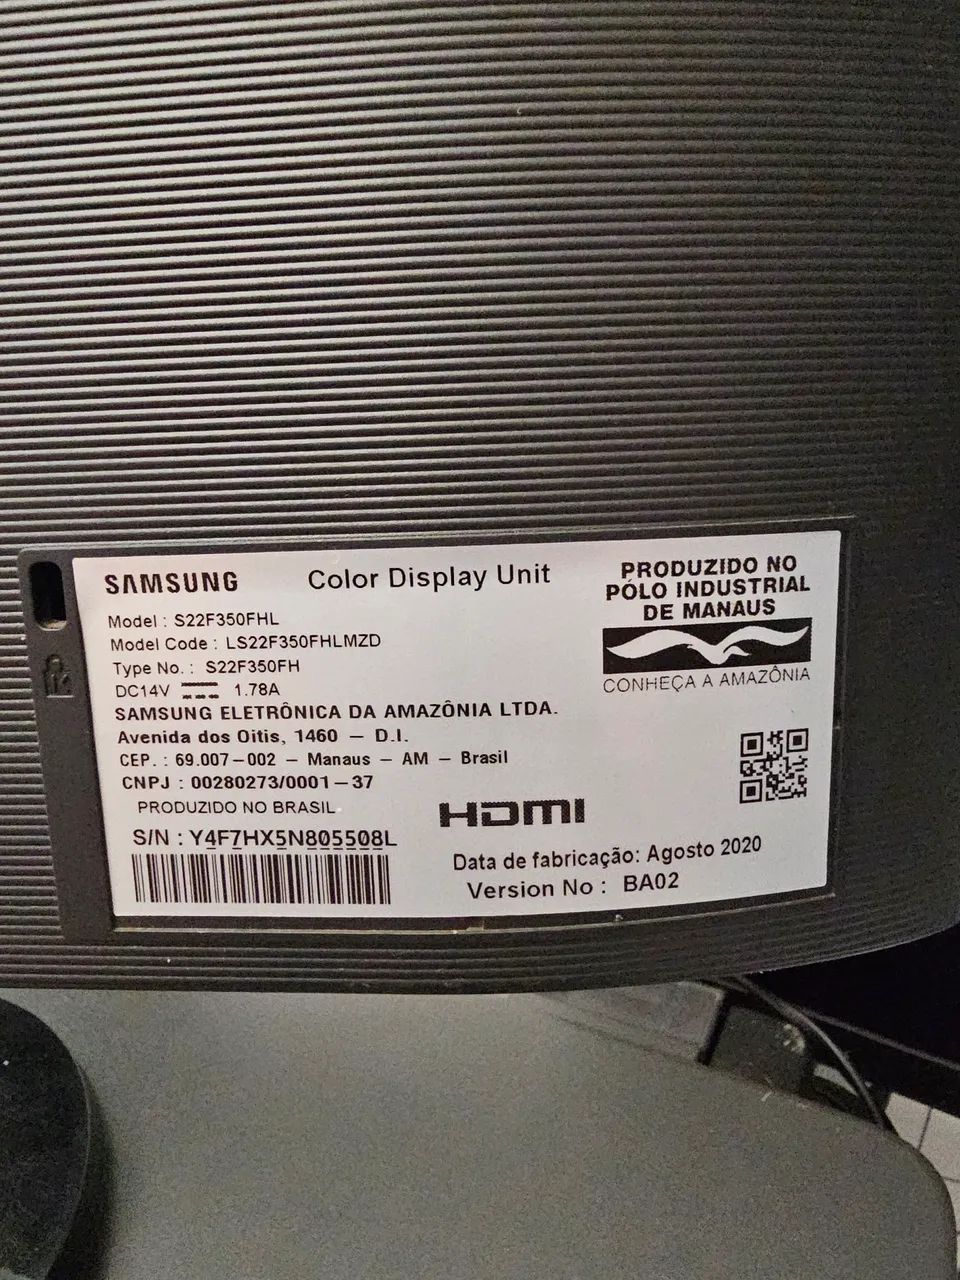 SAMSUNG
Color Display Unit
Model : S22F350FHL
Model Code : LS22F350FHLMZD
Type No. : S22F350FH
DC14V 1.78A
SAMSUNG ELETRÔNICA DA AMAZÔNIA LTDA.
Avenida dos Oitis, 1460 – D.I.
CEP. : 69.007-002 – Manaus – AM – Brasil
CNPJ : 00280273/0001-37
PRODUZIDO NO BRASIL
S/N : Y4F7HX5N805508L
PRODUZIDO NO
PÓLO INDUSTRIAL
DE MANAUS
CONHEÇA A AMAZÔNIA
HDMI
Data de fabricação: Agosto 2020
Version No : BA02